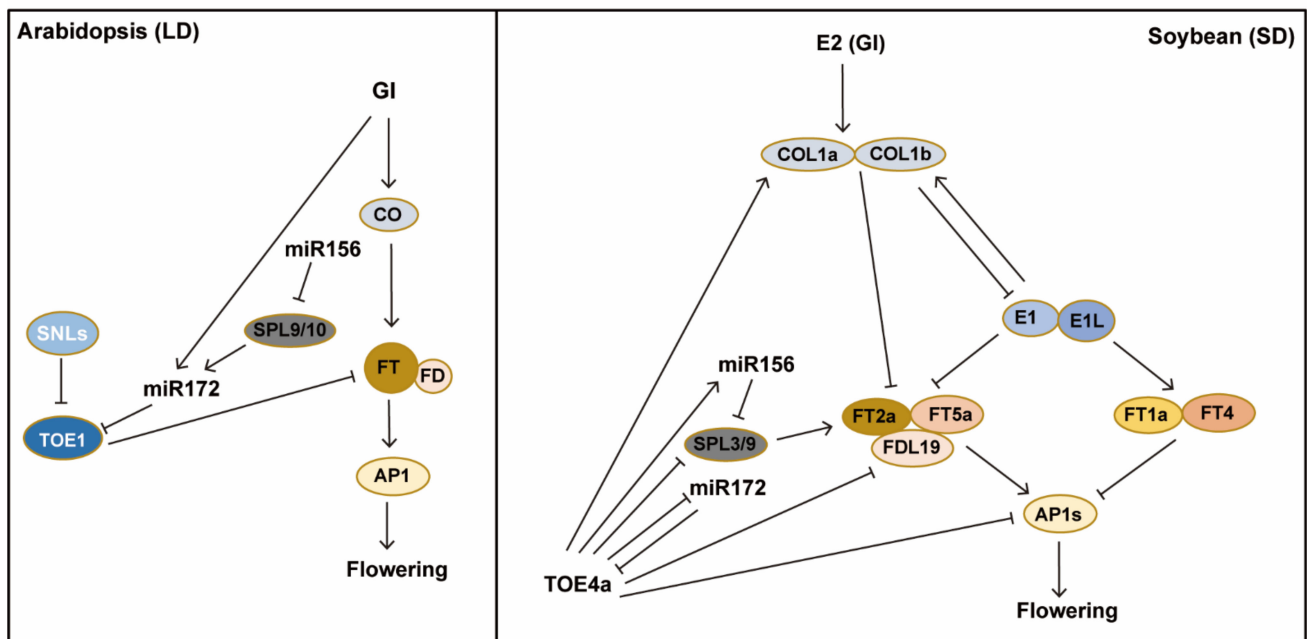 Arabidopsis (LD)
GI
CO
miR156
SPL9/10
SNLs
miR172
FT
FD
TOE1
AP1
Flowering
Soybean (SD)
E2 (GI)
COL1a
COL1b
E1
E1L
miR156
SPL3/9
miR172
FT2a
FT5a
FDL19
FT1a
FT4
AP1s
TOE4a
Flowering